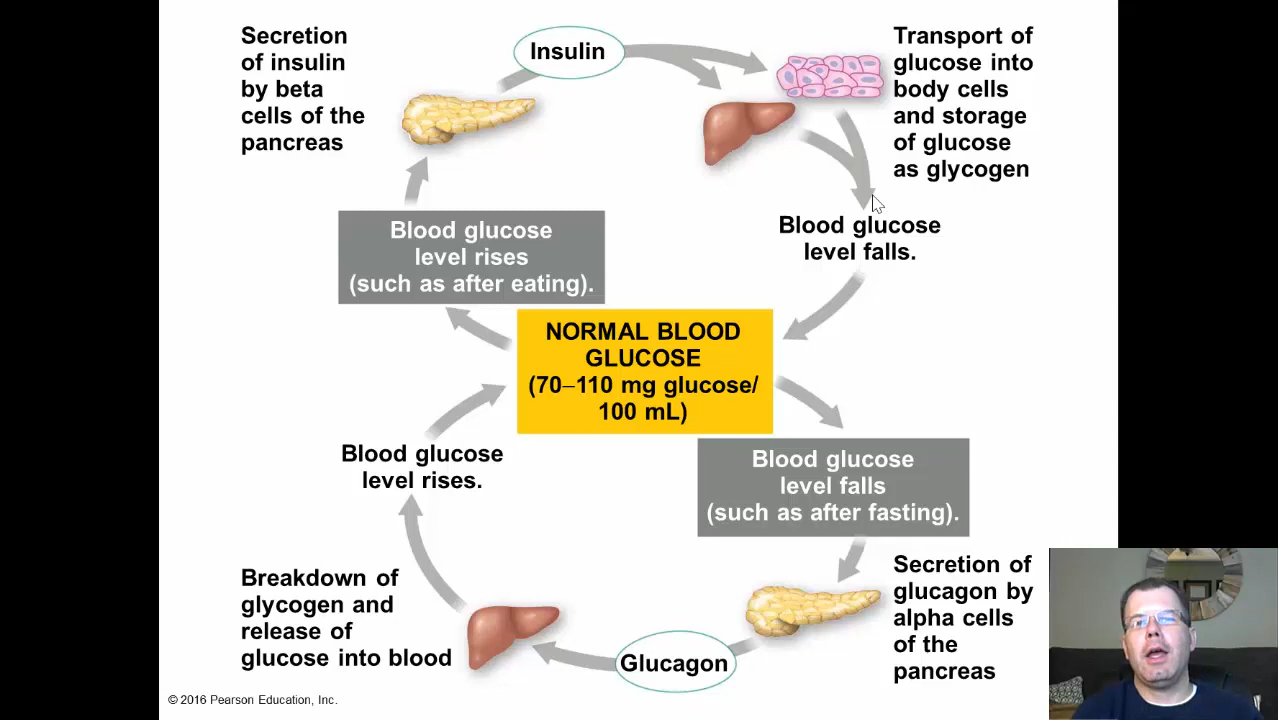 Secretion
of insulin
by beta
cells of the
pancreas
Insulin
Transport of
glucose into
body cells
and storage
of glucose
as glycogen
Blood glucose
level rises
(such as after eating).
Blood glucose
level falls.
NORMAL BLOOD
GLUCOSE
(70–110 mg glucose/
100 mL)
Blood glucose
level rises.
Blood glucose
level falls
(such as after fasting).
Breakdown of
glycogen and
release of
glucose into blood
Glucagon
Secretion of
glucagon by
alpha cells
of the
pancreas
© 2016 Pearson Education, Inc.